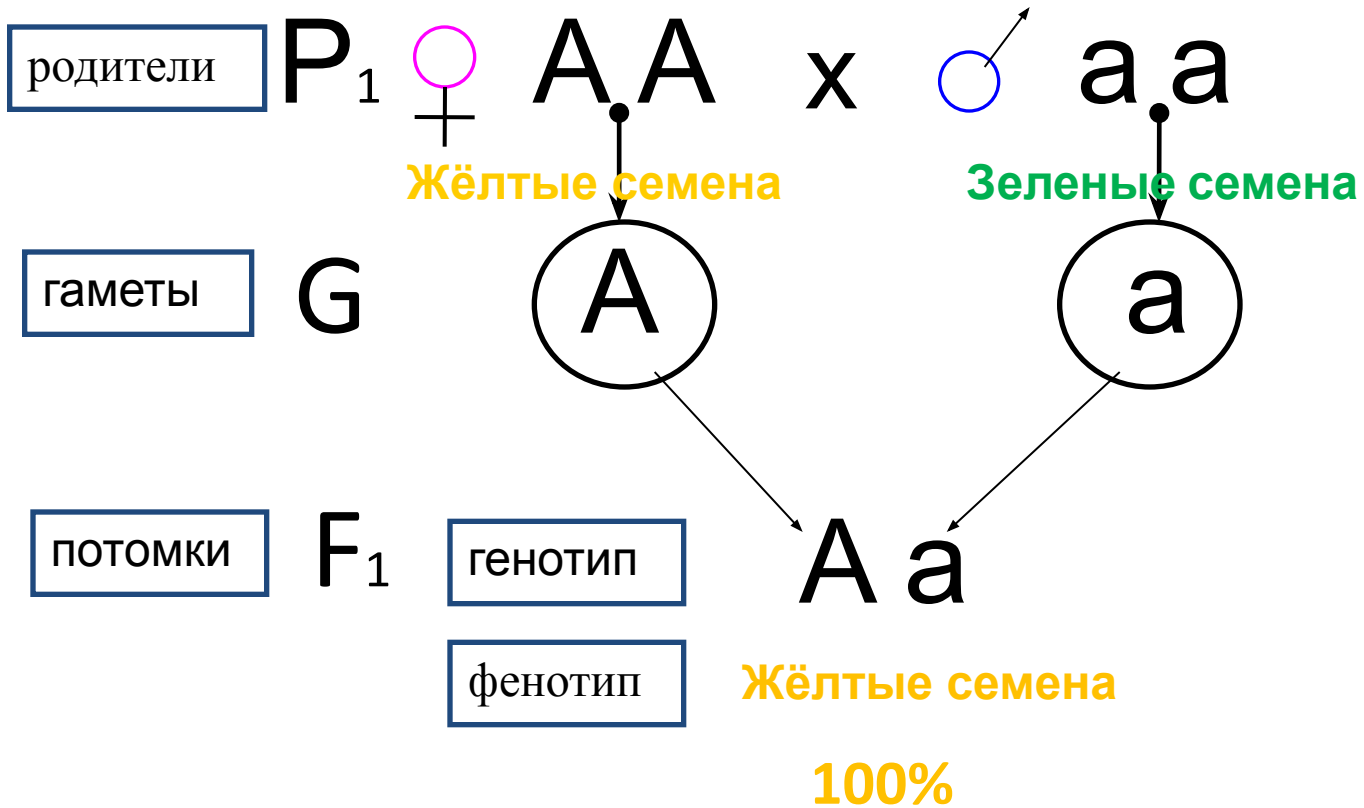 родители P₁ ♀ А А х ♂ а а
Жёлтые семена Зеленые семена
гаметы G А а
потомки F₁ генотип А а
фенотип Жёлтые семена
100%